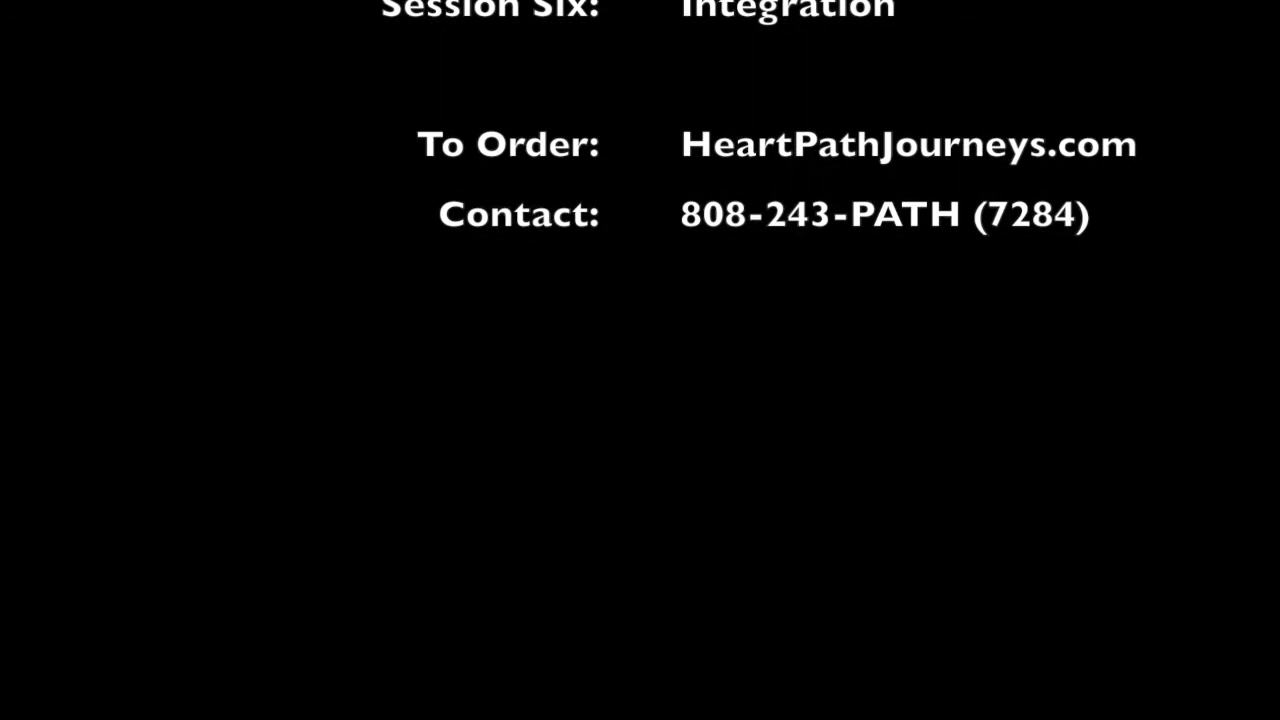 Session Six: Integration
To Order: HeartPathJourneys.com
Contact: 808-243-PATH (7284)